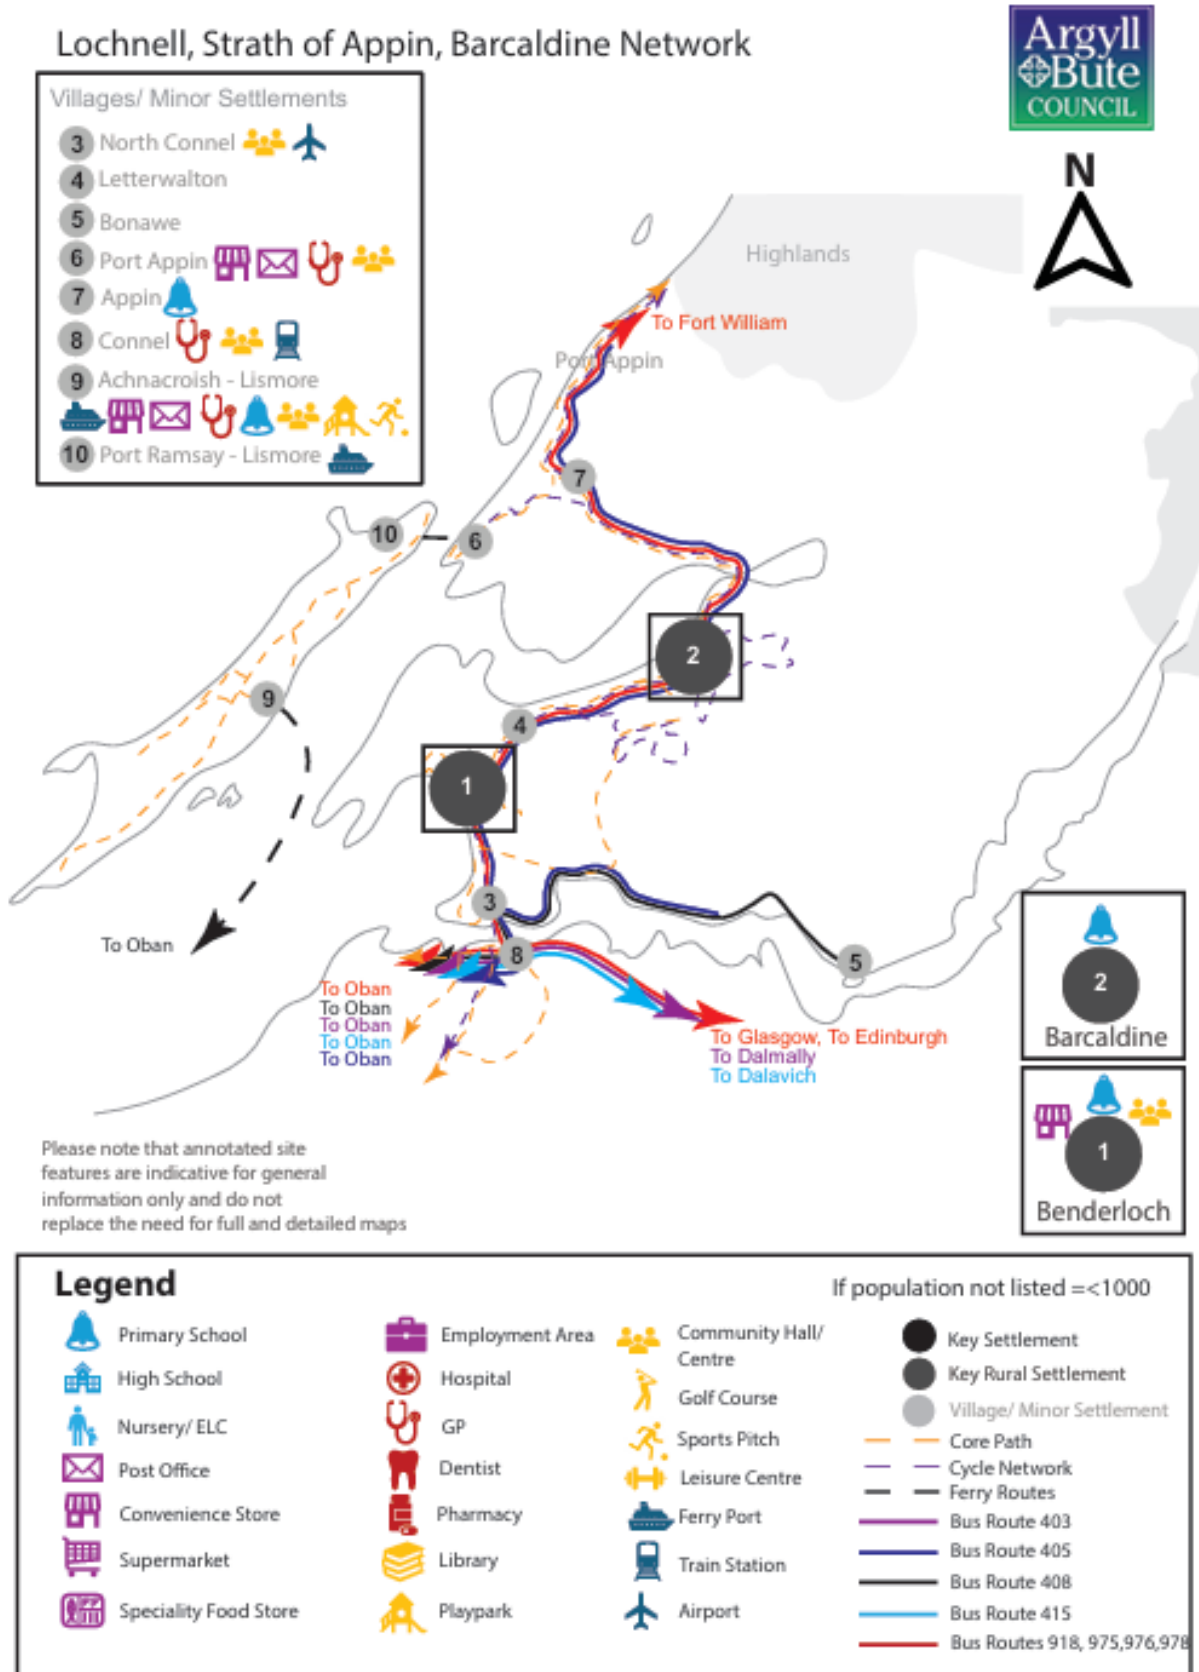 Lochnell, Strath of Appin, Barcaldine Network
Argyll
Bute
COUNCIL
Villages/ Minor Settlements
3 North Connel
4 Letterwalton
5 Bonawe
6 Port Appin
7 Appin
8 Connel
9 Achnacroish - Lismore
10 Port Ramsay - Lismore
N
Highlands
To Fort William
Port Appin
7
10
6
2
9
4
1
3
8
5
To Oban
To Oban
To Oban
To Oban
To Oban
To Oban
To Glasgow, To Edinburgh
To Dalmally
To Dalavich
2
Barcaldine
1
Benderloch
Please note that annotated site
features are indicative for general
information only and do not
replace the need for full and detailed maps
Legend
If population not listed =<1000
Primary School
High School
Nursery/ ELC
Post Office
Convenience Store
Supermarket
Speciality Food Store
Employment Area
Hospital
GP
Dentist
Pharmacy
Library
Playpark
Community Hall/
Centre
Golf Course
Sports Pitch
Leisure Centre
Ferry Port
Train Station
Airport
Key Settlement
Key Rural Settlement
Village/ Minor Settlement
Core Path
Cycle Network
Ferry Routes
Bus Route 403
Bus Route 405
Bus Route 408
Bus Route 415
Bus Routes 918, 975,976,978